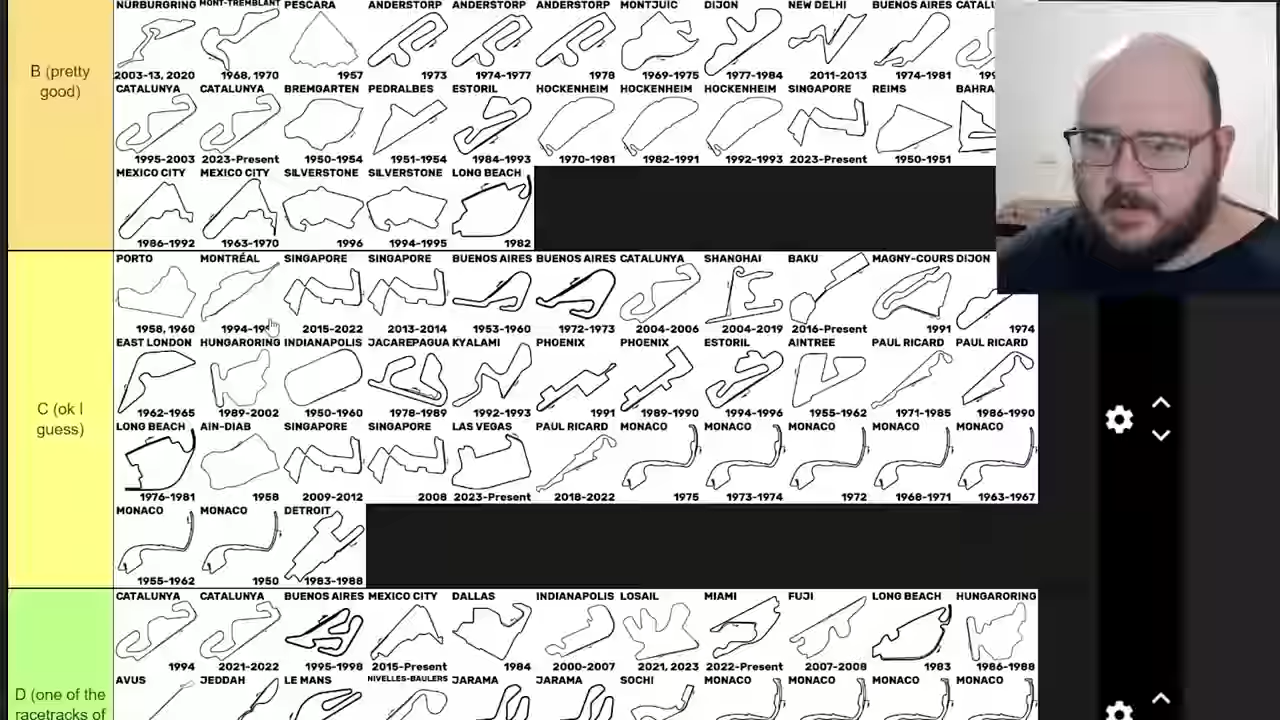 B (pretty
good)
NÜRBURGRING MONT-TREMBLANT PESCARA ANDERSTORP ANDERSTORP ANDERSTORP MONTJUIC DIJON NEW DELHI BUENOS AIRES CATALU
2003-13, 2020 1968, 1970 1957 1973 1974-1977 1978 1969-1975 1977-1984 2011-2013 1974-1981 199
CATALUNYA CATALUNYA BREMGARTEN PEDRALBES ESTORIL HOCKENHEIM HOCKENHEIM HOCKENHEIM SINGAPORE REIMS BAHRA
1995-2003 2023-Present 1950-1954 1951-1954 1984-1993 1970-1981 1982-1991 1992-1993 2023-Present 1950-1951
MEXICO CITY MEXICO CITY SILVERSTONE SILVERSTONE LONG BEACH
1986-1992 1963-1970 1996 1994-1995 1982
C (ok I
guess)
PORTO MONTRÉAL SINGAPORE SINGAPORE BUENOS AIRES BUENOS AIRES CATALUNYA SHANGHAI BAKU MAGNY-COURS DIJON
1958, 1960 1994-19 2015-2022 2013-2014 1953-1960 1972-1973 2004-2006 2004-2019 2016-Present 1991 1974
EAST LONDON HUNGARORING INDIANAPOLIS JACAREPAGUA KYALAMI PHOENIX PHOENIX ESTORIL AINTREE PAUL RICARD PAUL RICARD
1962-1965 1989-2002 1950-1960 1978-1989 1992-1993 1991 1989-1990 1994-1996 1955-1962 1971-1985 1986-1990
LONG BEACH AIN-DIAB SINGAPORE SINGAPORE LAS VEGAS PAUL RICARD MONACO MONACO MONACO MONACO MONACO
1976-1981 1958 2009-2012 2008 2023-Present 2018-2022 1975 1973-1974 1972 1968-1971 1963-1967
MONACO MONACO DETROIT
1955-1962 1950 1983-1988
D (one of the
racetracks of
CATALUNYA CATALUNYA BUENOS AIRES MEXICO CITY DALLAS INDIANAPOLIS LOSAIL MIAMI FUJI LONG BEACH HUNGARORING
1994 2021-2022 1995-1998 2015-Present 1984 2000-2007 2021, 2023 2022-Present 2007-2008 1983 1986-1988
AVUS JEDDAH LE MANS NIVELLES-BAULERS JARAMA JARAMA SOCHI MONACO MONACO MONACO MONACO